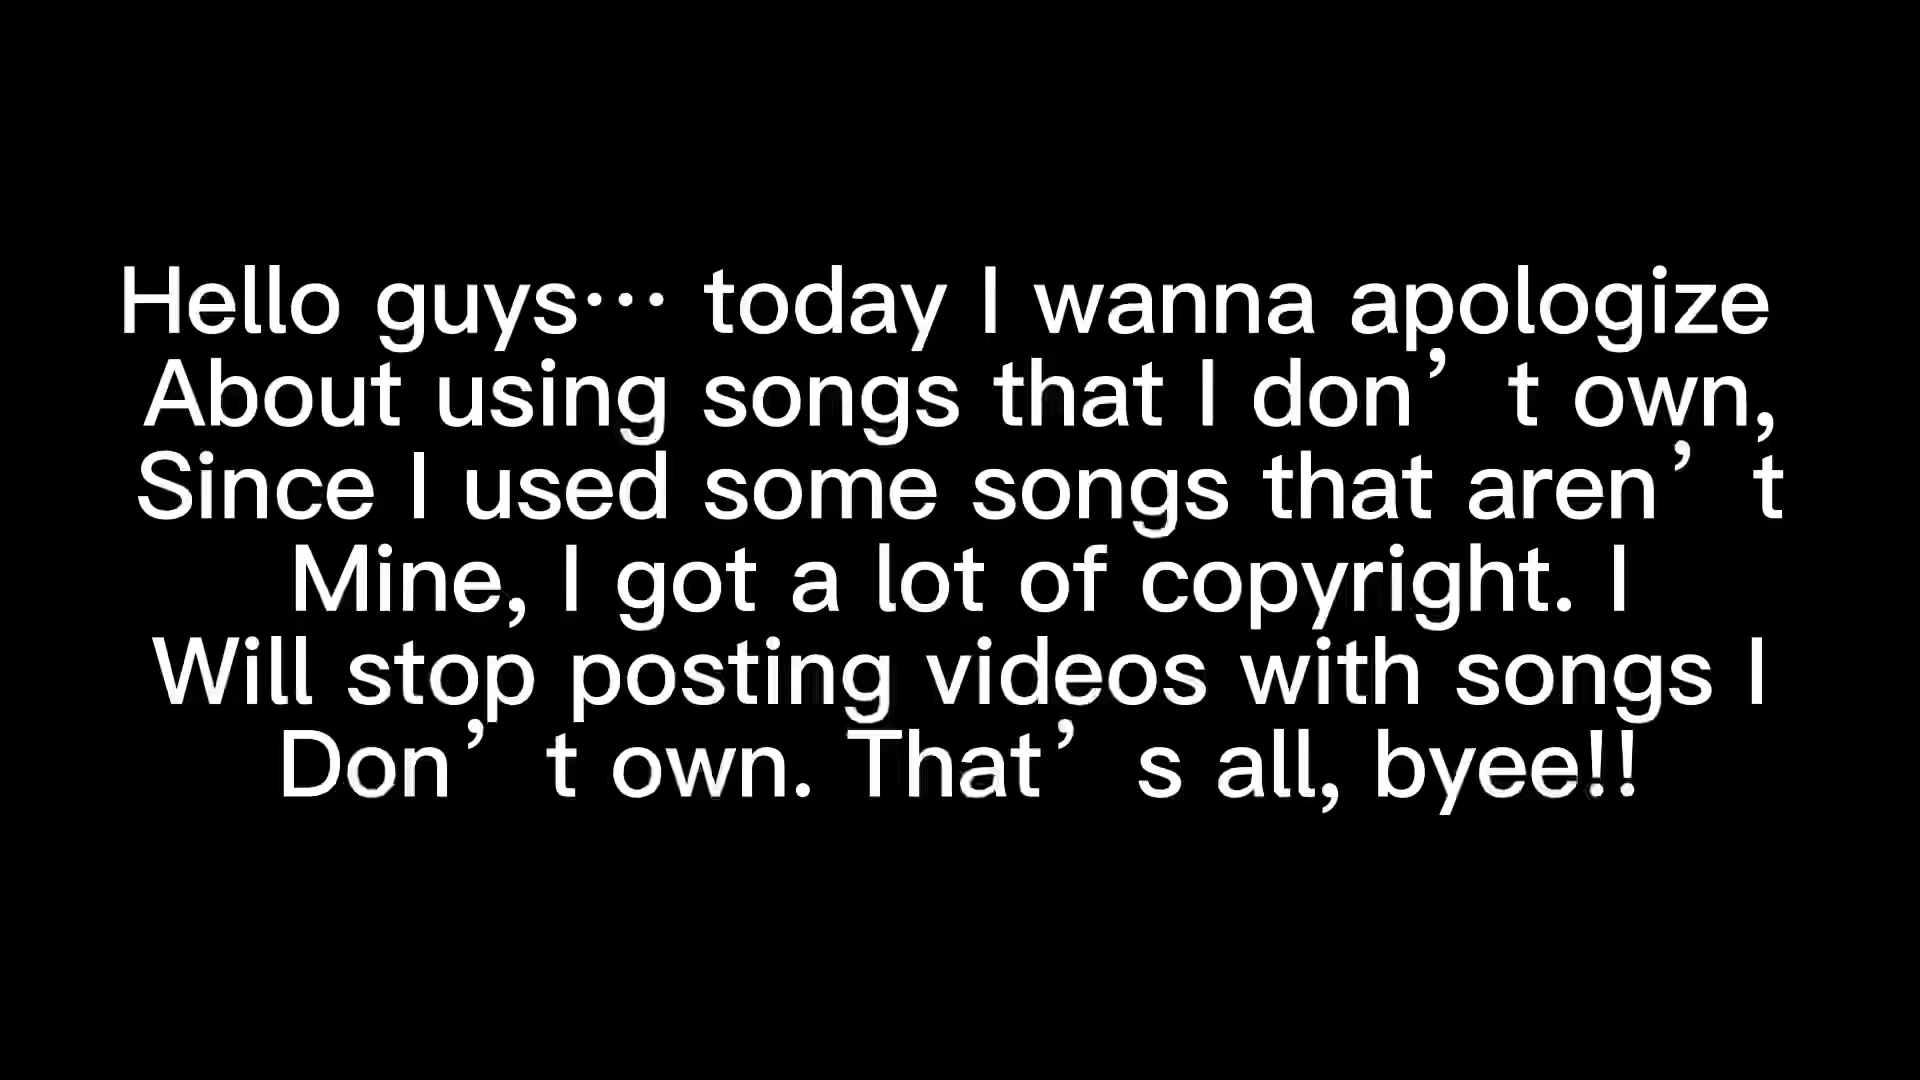 Hello guys··· today I wanna apologize
About using songs that I don’t own,
Since I used some songs that aren’t
Mine, I got a lot of copyright. I
Will stop posting videos with songs I
Don’t own. That’s all, byee!!